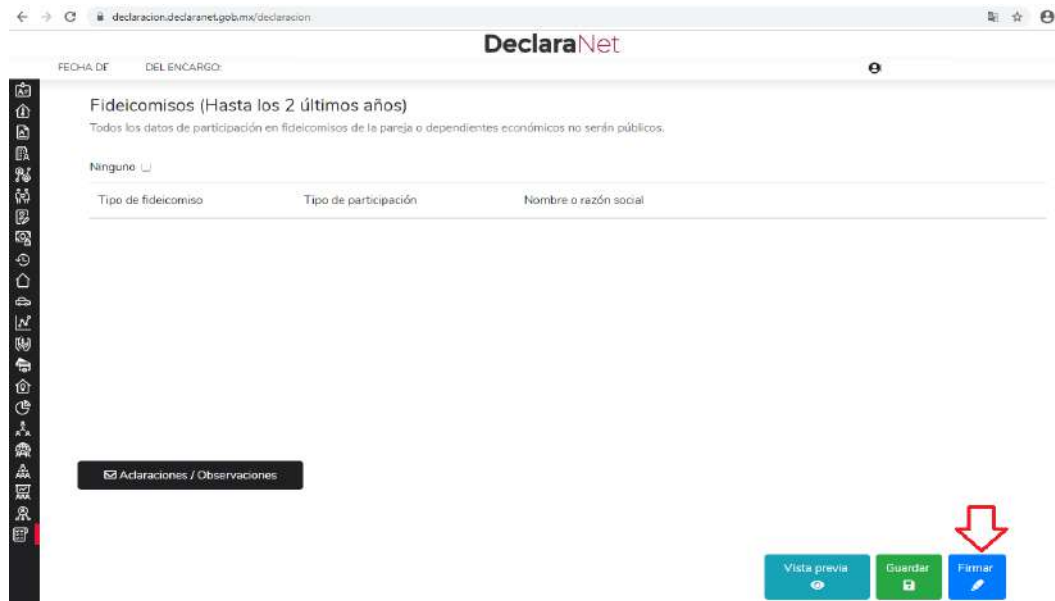 declaracion.declaranet.gob.mx/declaracion
DeclaraNet
FECHA DE DEL ENCARGO:
Fideicomisos (Hasta los 2 últimos años)
Todos los datos de participación en fideicomisos de la pareja o dependientes económicos no serán públicos.
Ninguno
Tipo de fideicomiso Tipo de participación Nombre o razón social
Aclaraciones / Observaciones
Vista previa Guardar Firmar